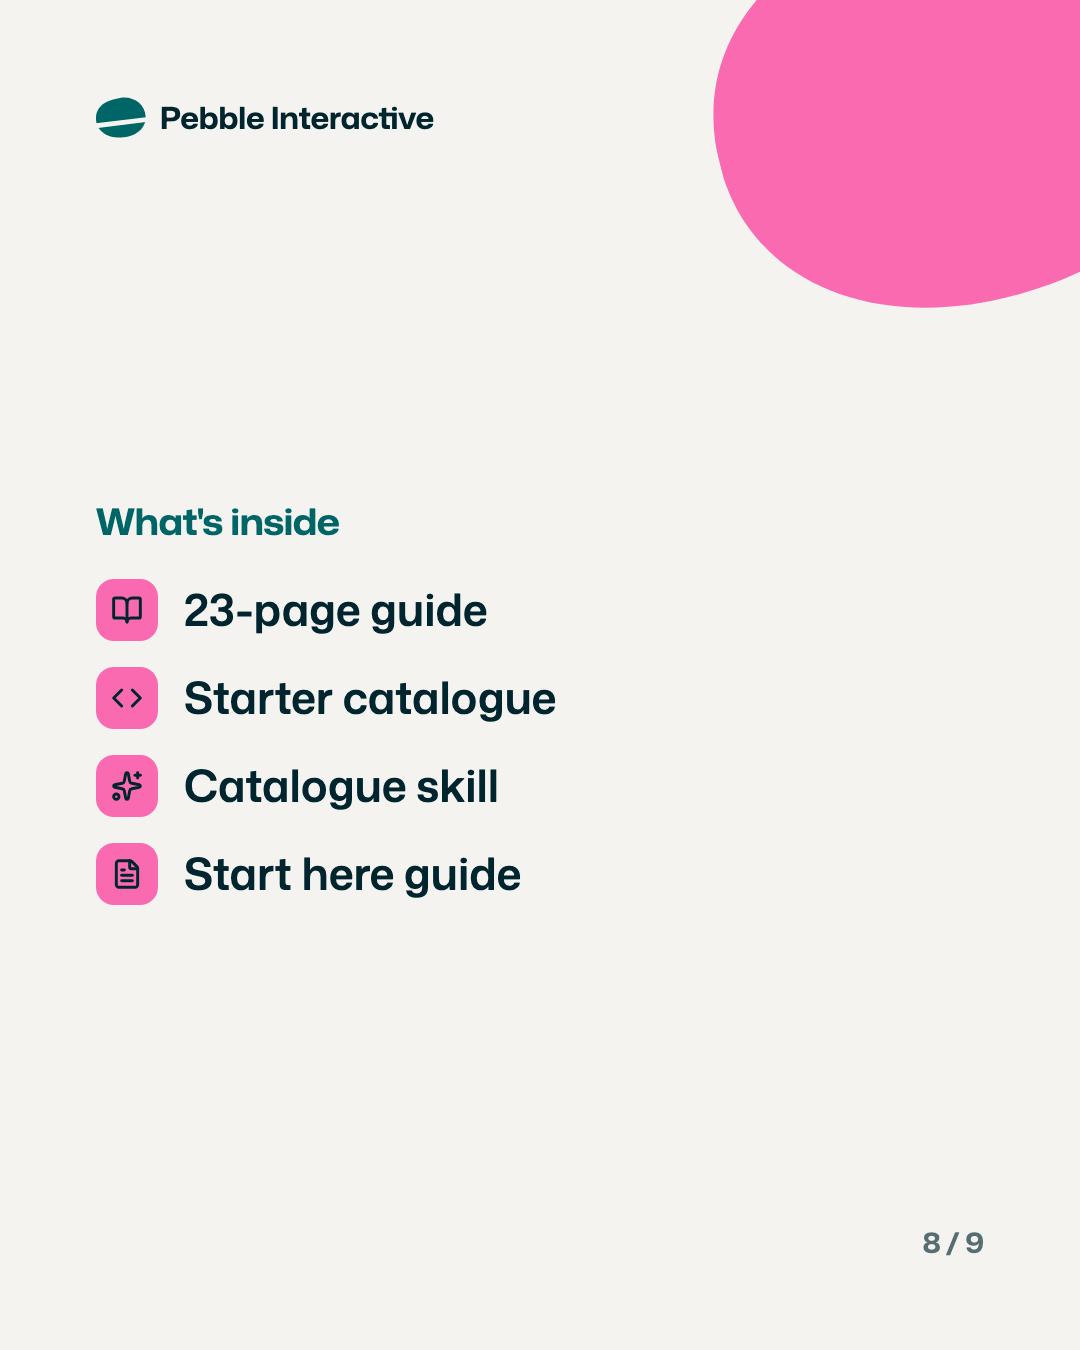 Pebble Interactive
What's inside
23-page guide
Starter catalogue
Catalogue skill
Start here guide
8 / 9